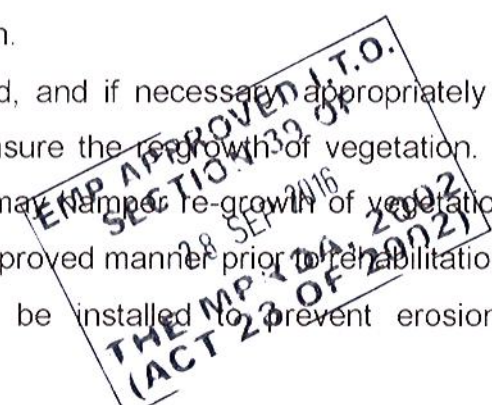 n.
d, and if necessary, appropriately
nsure the regrowth of vegetation.
may hamper re-growth of vegetatio
proved manner prior to rehabilitatio
be installed to prevent erosion
EMP APPROVED I.T.O.
SECTION 39 OF
28 SEP 2016
THE MPRDA, 2002
(ACT 28 OF 2002)